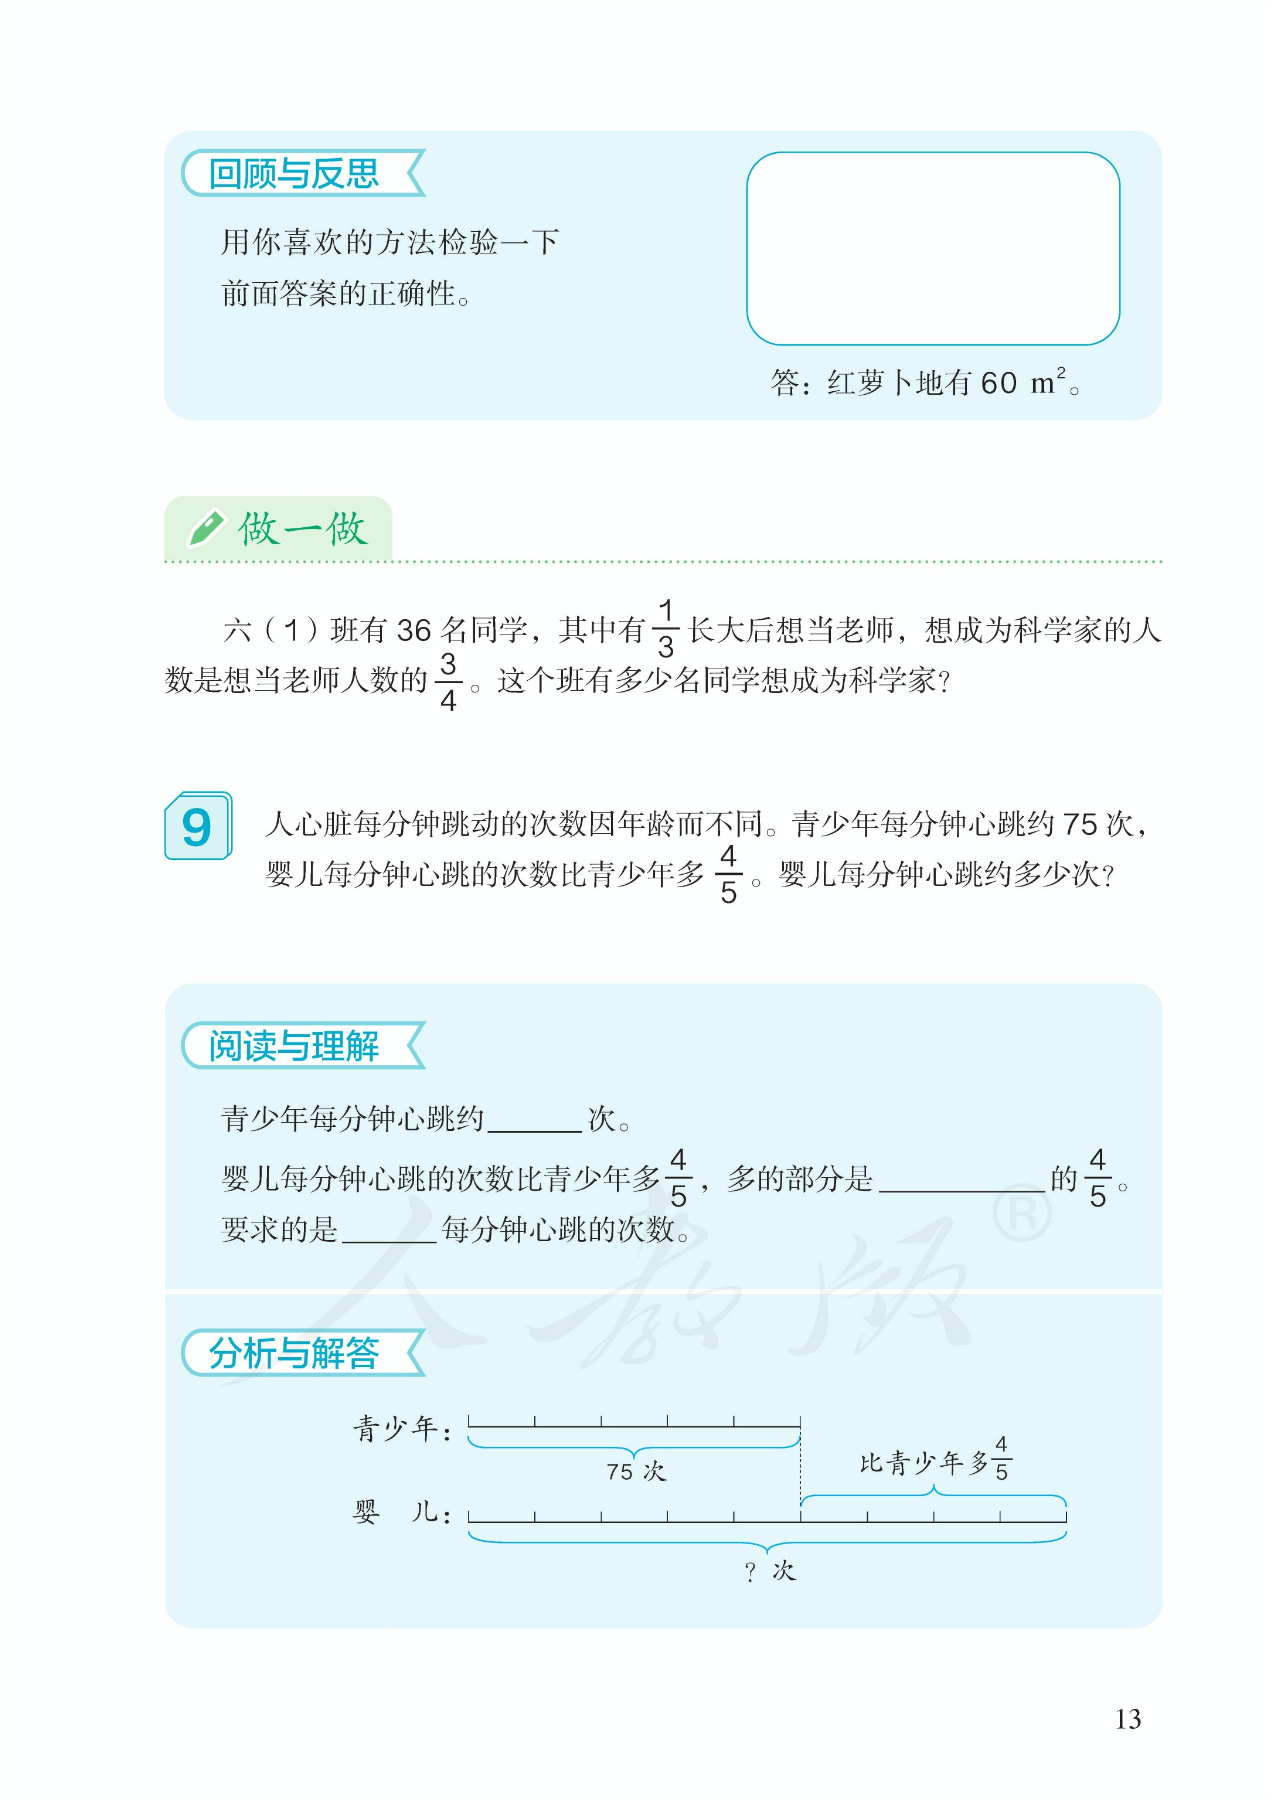 回顾与反思
用你喜欢的方法检验一下
前面答案的正确性。
答：红萝卜地有 60 m²。
做一做
六（1）班有 36 名同学，其中有 1/3 长大后想当老师，想成为科学家的人
数是想当老师人数的 3/4 。这个班有多少名同学想成为科学家？
9
人心脏每分钟跳动的次数因年龄而不同。青少年每分钟心跳约 75 次，
婴儿每分钟心跳的次数比青少年多 4/5 。婴儿每分钟心跳约多少次？
阅读与理解
青少年每分钟心跳约______次。
婴儿每分钟心跳的次数比青少年多 4/5 ，多的部分是___________的 4/5 。
要求的是______每分钟心跳的次数。
人教版®
分析与解答
青少年：
75 次
比青少年多 4/5
婴 儿：
? 次
13